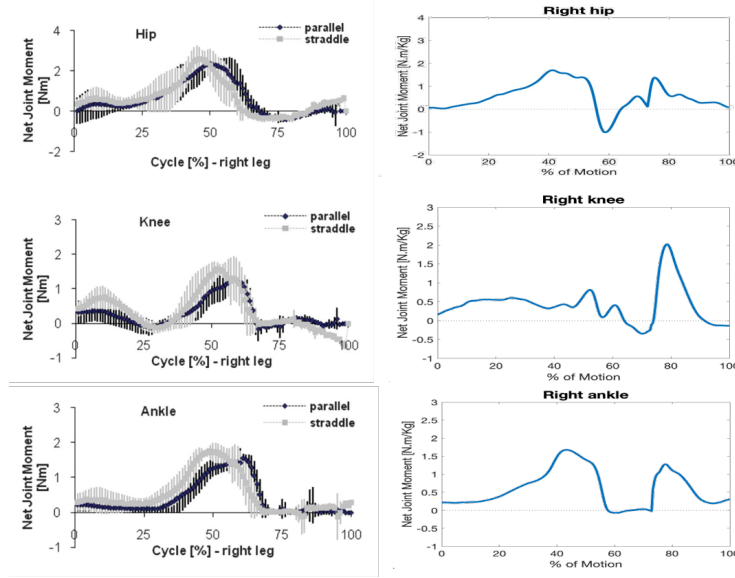 Hip
parallel
straddle
Net Joint Moment
[Nm]
4
2
0
-2
0
25
50
75
100
Cycle [%] - right leg
Right hip
Net Joint Moment [N.m/Kg]
4
3
2
1
0
-1
-2
0
20
40
60
80
100
% of Motion
Knee
parallel
straddle
Net Joint Moment
[Nm]
3
2
1
0
-1
0
25
50
75
100
Cycle [%] - right leg
Right knee
Net Joint Moment [N.m/Kg]
3
2.5
2
1.5
1
0.5
0
-0.5
-1
0
20
40
60
80
100
% of Motion
Ankle
parallel
straddle
Net Joint Moment
[Nm]
3
2
1
0
-1
0
25
50
75
100
Cycle [%] - right leg
Right ankle
Net Joint Moment [N.m/Kg]
3
2.5
2
1.5
1
0.5
0
-0.5
-1
0
20
40
60
80
100
% of Motion